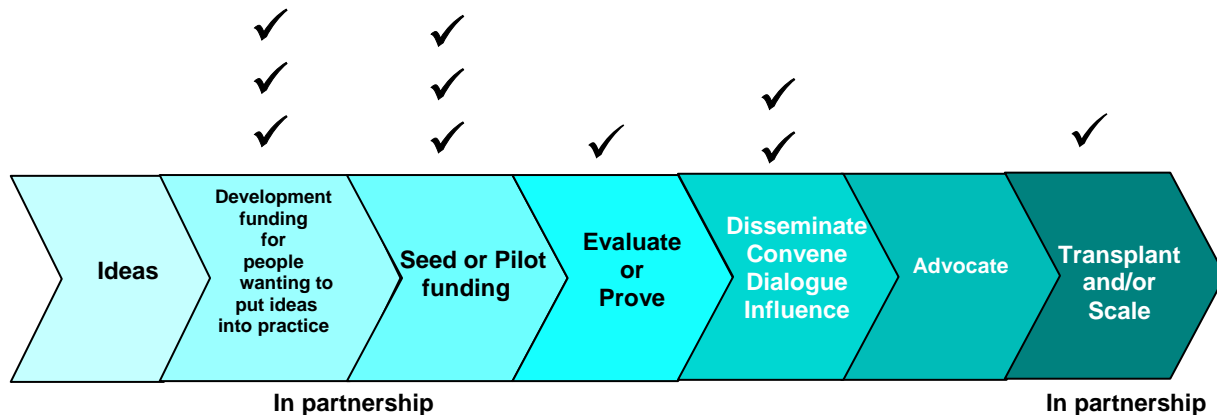 Ideas
Development
funding
for
people
wanting to
put ideas
into practice
Seed or Pilot
funding
Evaluate
or
Prove
Disseminate
Convene
Dialogue
Influence
Advocate
Transplant
and/or
Scale
In partnership
In partnership